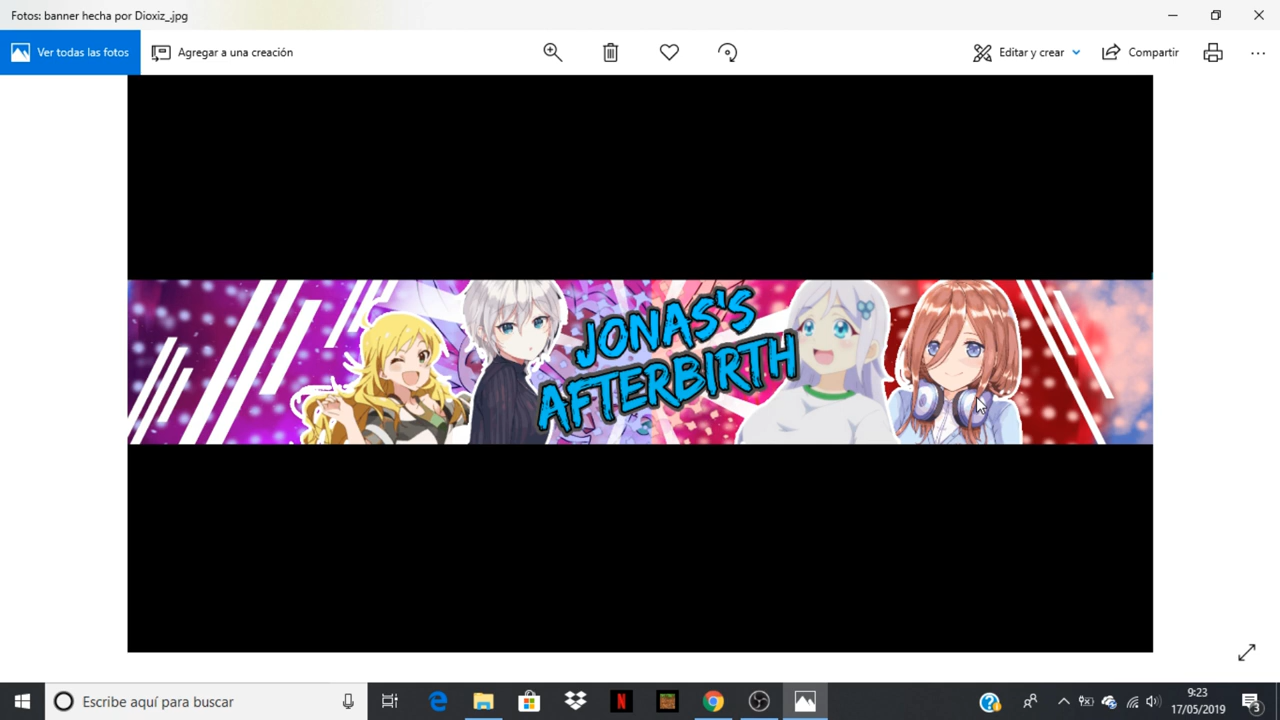 Fotos: banner hecha por Dioxiz_.jpg
Ver todas las fotos
Agregar a una creación
Editar y crear
Compartir
JONAS'S
AFTERBIRTH
Escribe aquí para buscar
9:23
17/05/2019
3